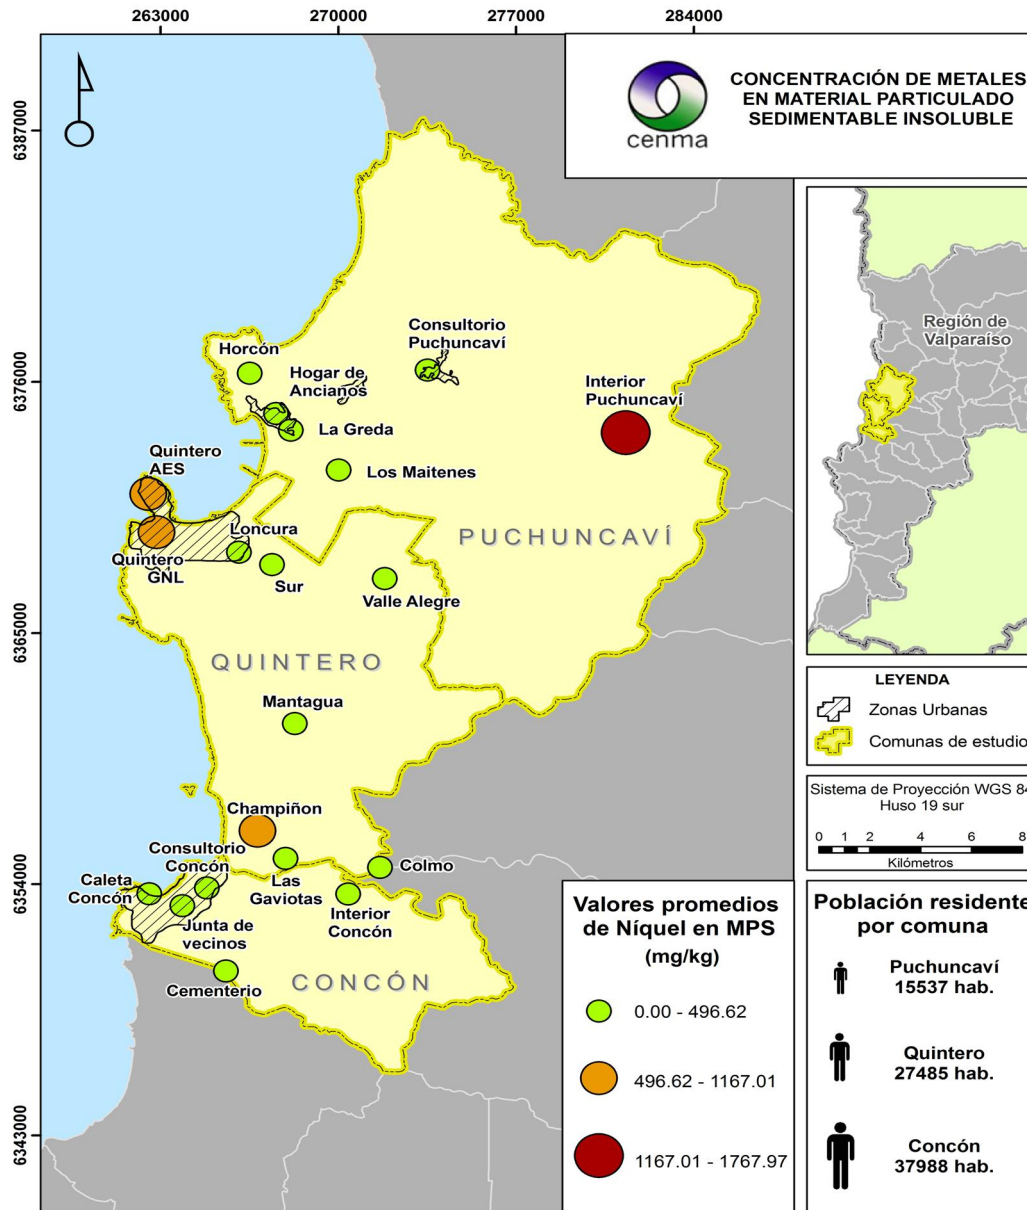 263000
270000
277000
284000
6387000
6376000
6365000
6354000
6343000
cenma
CONCENTRACIÓN DE METALES
EN MATERIAL PARTICULADO
SEDIMENTABLE INSOLUBLE
Región de
Valparaíso
Consultorio
Puchuncaví
Horcón
Hogar de
Ancianos
Interior
Puchuncaví
La Greda
Quintero
AES
Los Maitenes
Loncura
PUCHUNCAVÍ
Quintero
GNL
Sur
Valle Alegre
QUINTERO
Mantagua
Champiñon
Consultorio
Concón
Colmo
Caleta
Concón
Las
Gaviotas
Interior
Concón
Junta de
vecinos
Cementerio
CONCÓN
LEYENDA
Zonas Urbanas
Comunas de estudio
Sistema de Proyección WGS 84
Huso 19 sur
0 1 2 4 6 8
Kilómetros
Valores promedios
de Níquel en MPS
(mg/kg)
0.00 - 496.62
496.62 - 1167.01
1167.01 - 1767.97
Población residente
por comuna
Puchuncaví
15537 hab.
Quintero
27485 hab.
Concón
37988 hab.